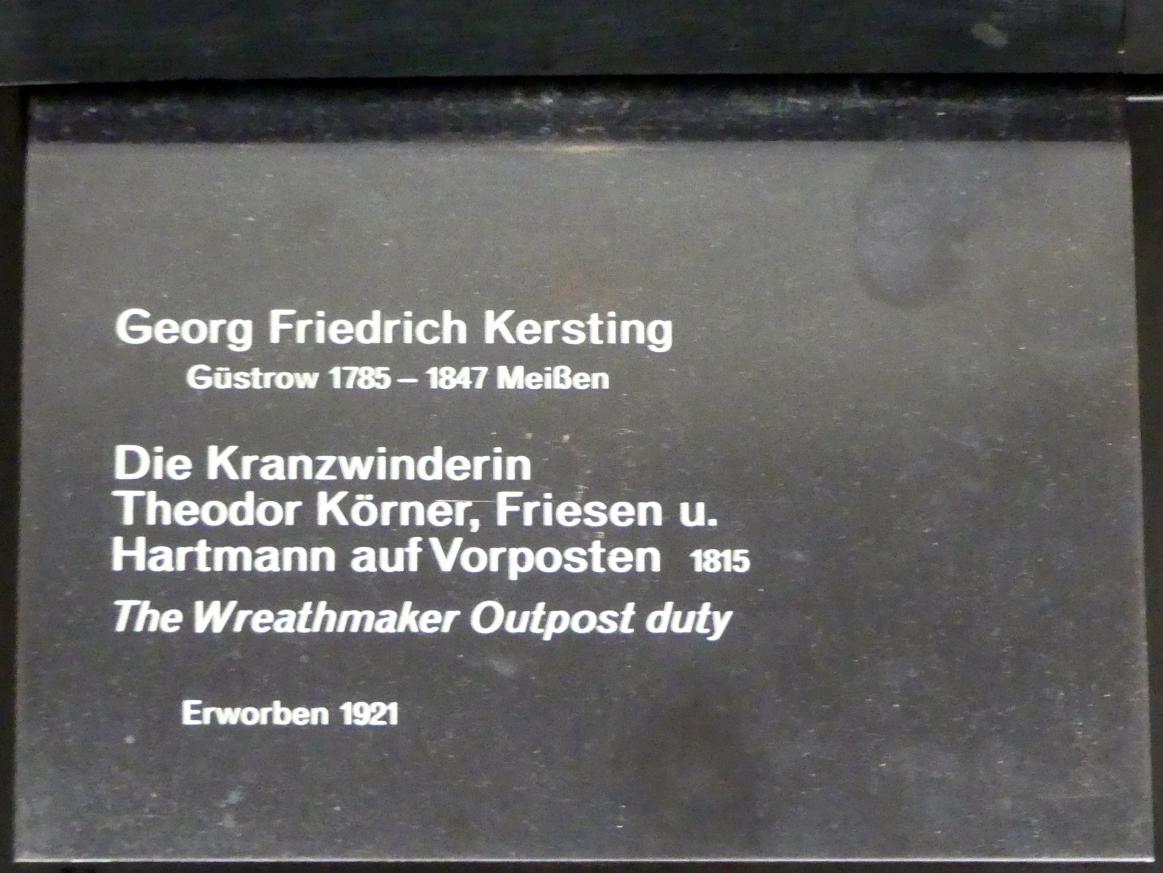 Georg Friedrich Kersting
Güstrow 1785 – 1847 Meißen
Die Kranzwinderin
Theodor Körner, Friesen u.
Hartmann auf Vorposten 1815
The Wreathmaker Outpost duty
Erworben 1921